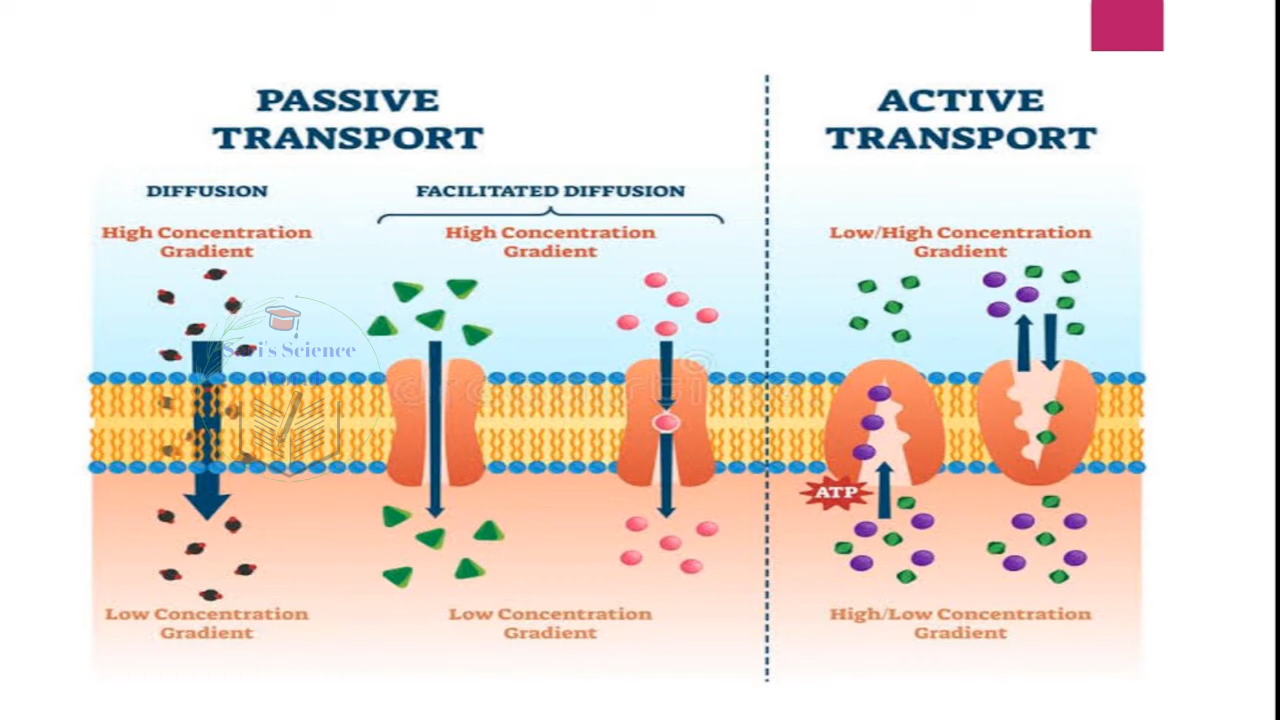 PASSIVE
TRANSPORT
ACTIVE
TRANSPORT
DIFFUSION
FACILITATED DIFFUSION
High Concentration
Gradient
High Concentration
Gradient
Low/High Concentration
Gradient
Science
ATP
Low Concentration
Gradient
Low Concentration
Gradient
High/Low Concentration
Gradient